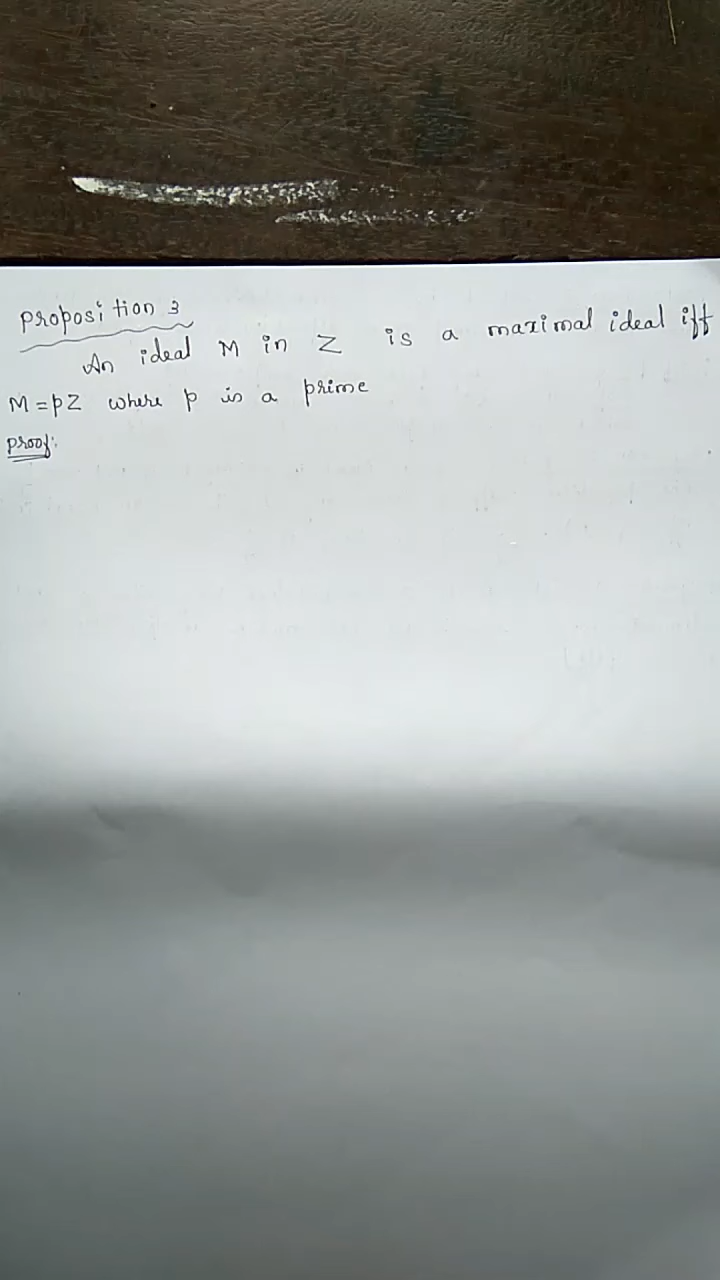 proposition 3
An ideal M in Z is a maximal ideal iff
M = pZ where p is a prime
proof: